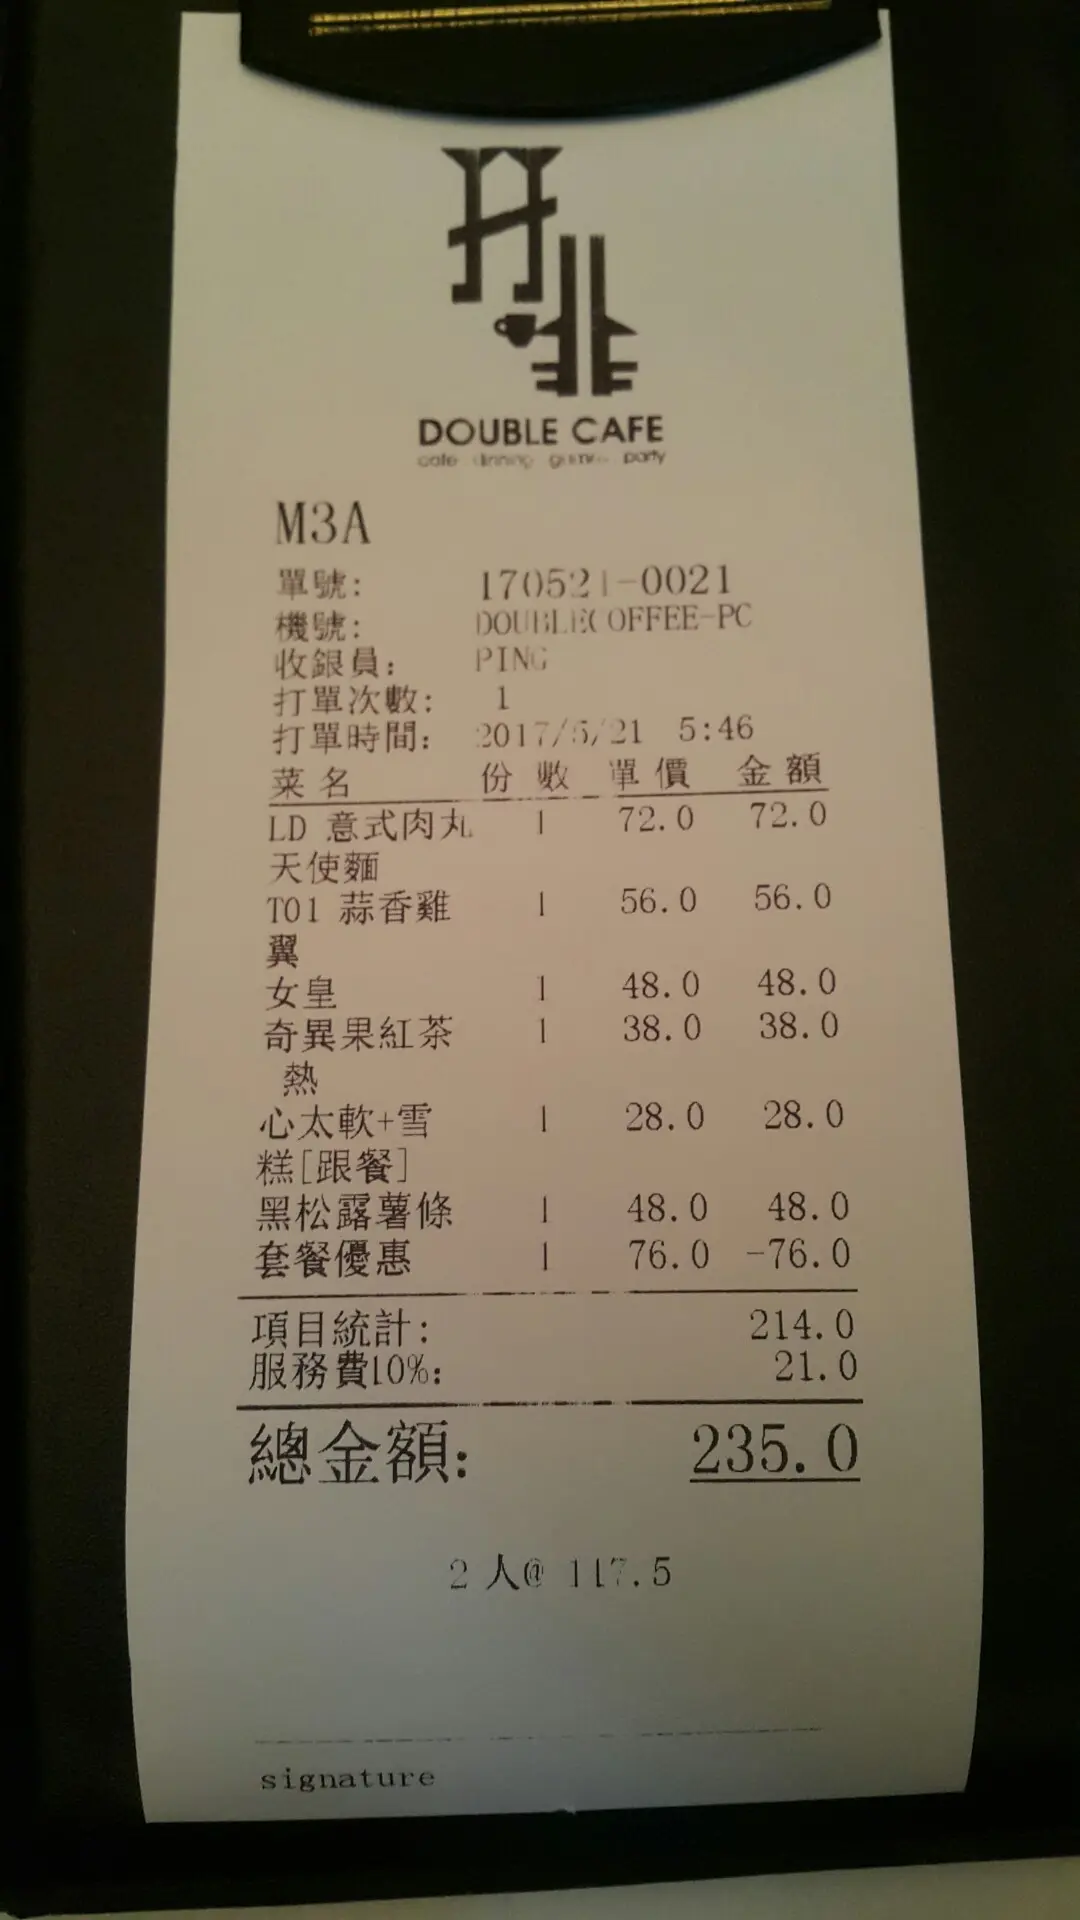 DOUBLE CAFE
cafe dinning games party
M3A
單號: 170521-0021
機號: DOUBLECOFFEE-PC
收銀員: PING
打單次數: 1
打單時間: 2017/5/21 5:46
菜名 份數 單價 金額
LD 意式肉丸 1 72.0 72.0
天使麵
T01 蒜香雞 1 56.0 56.0
翼
女皇 1 48.0 48.0
奇異果紅茶 1 38.0 38.0
熱
心太軟+雪 1 28.0 28.0
糕[跟餐]
黑松露薯條 1 48.0 48.0
套餐優惠 1 76.0 -76.0
項目統計: 214.0
服務費10%: 21.0
總金額: 235.0
2 人@ 117.5
signature